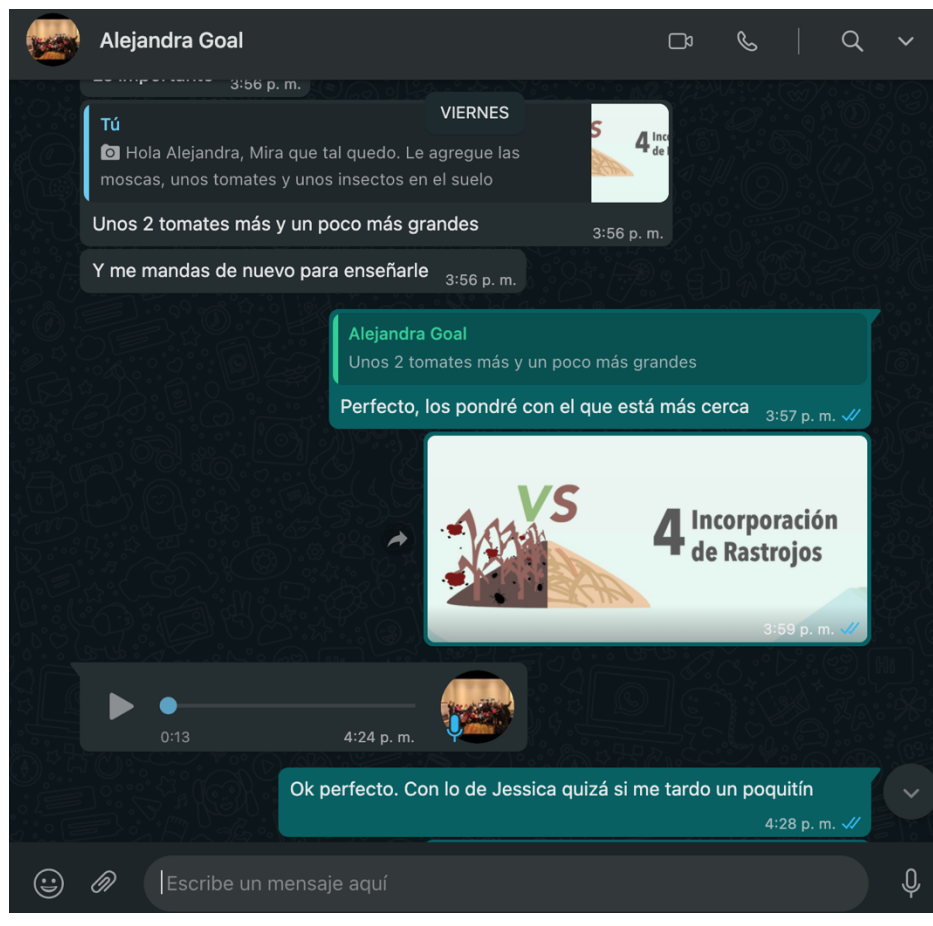 Alejandra Goal
Lo importante 3:56 p. m.
VIERNES
Tú
Hola Alejandra, Mira que tal quedo. Le agregue las
moscas, unos tomates y unos insectos en el suelo
S 4
Unos 2 tomates más y un poco más grandes
3:56 p. m.
Y me mandas de nuevo para enseñarle 3:56 p. m.
Alejandra Goal
Unos 2 tomates más y un poco más grandes
Perfecto, los pondré con el que está más cerca 3:57 p. m.
VS
4 Incorporación
de Rastrojos
3:59 p. m.
0:13 4:24 p. m.
Ok perfecto. Con lo de Jessica quizá si me tardo un poquitín
4:28 p. m.
Escribe un mensaje aquí